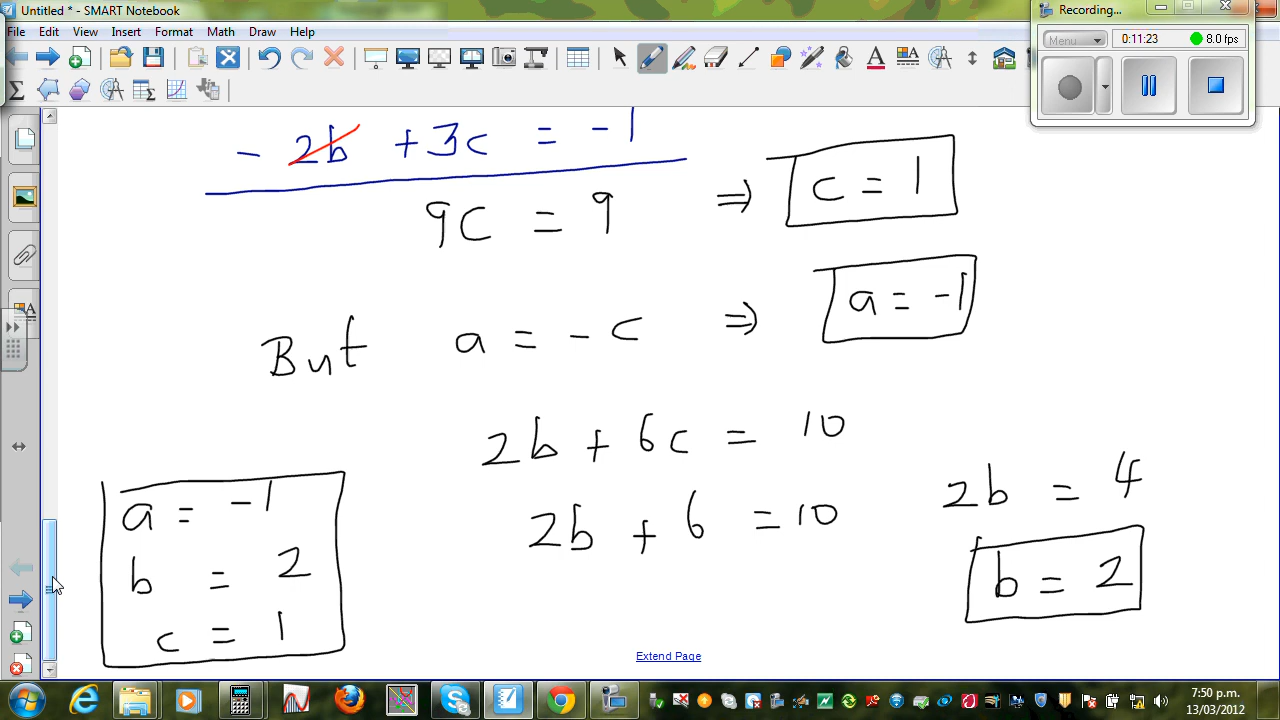 Untitled * - SMART Notebook
File Edit View Insert Format Math Draw Help
Recording...
Menu 0:11:23 8.0 fps
- 2b + 3c = -1
9c = 9 ⇒ c = 1
But a = - c ⇒ a = -1
2b + 6c = 10
2b + 6 = 10
2b = 4
b = 2
a = -1
b = 2
c = 1
Extend Page
7:50 p.m.
13/03/2012